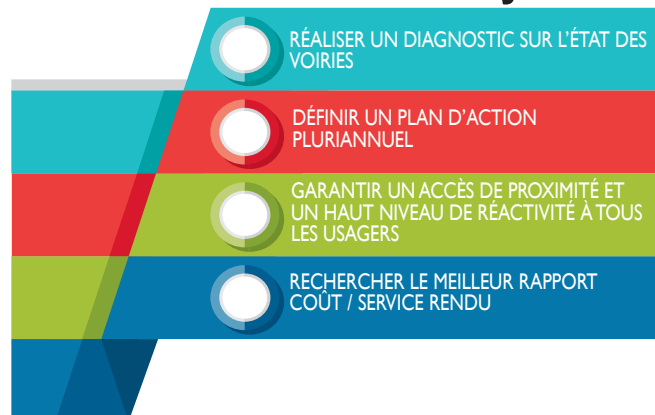 RÉALISER UN DIAGNOSTIC SUR L'ÉTAT DES
VOIRIES
DÉFINIR UN PLAN D'ACTION
PLURIANNUEL
GARANTIR UN ACCÈS DE PROXIMITÉ ET
UN HAUT NIVEAU DE RÉACTIVITÉ À TOUS
LES USAGERS
RECHERCHER LE MEILLEUR RAPPORT
COÛT / SERVICE RENDU